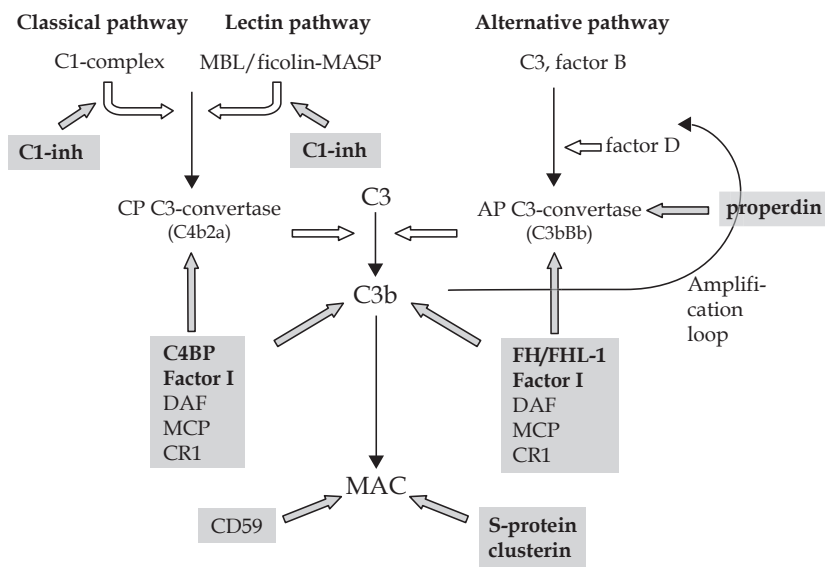 Classical pathway
Lectin pathway
Alternative pathway
C1-complex
MBL/ficolin-MASP
C3, factor B
C1-inh
C1-inh
factor D
CP C3-convertase
(C4b2a)
C3
AP C3-convertase
(C3bBb)
properdin
C3b
Amplifi-
cation
loop
C4BP
Factor I
DAF
MCP
CR1
FH/FHL-1
Factor I
DAF
MCP
CR1
MAC
CD59
S-protein
clusterin